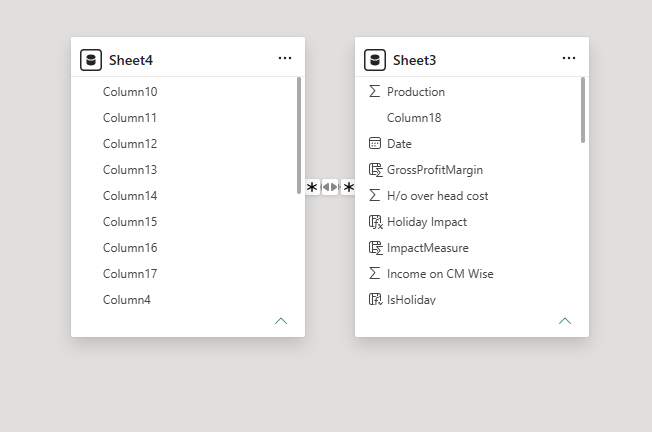 Sheet4
Column10
Column11
Column12
Column13
Column14
Column15
Column16
Column17
Column4
Sheet3
Production
Column18
Date
GrossProfitMargin
H/o over head cost
Holiday Impact
ImpactMeasure
Income on CM Wise
IsHoliday